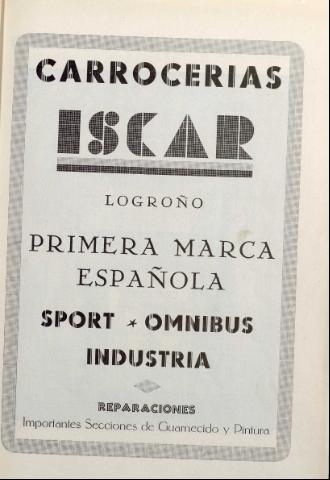 CARROCERIAS
ISCAR
LOGROÑO
PRIMERA MARCA
ESPAÑOLA
SPORT ★ OMNIBUS
INDUSTRIA
REPARACIONES
Importantes Secciones de Guarnecido y Pintura